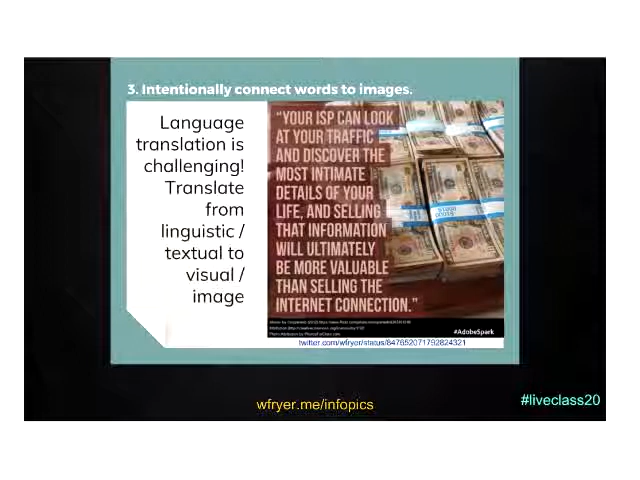 3. Intentionally connect words to images.
Language
translation is
challenging!
Translate
from
linguistic /
textual to
visual /
image
“YOUR ISP CAN LOOK
AT YOUR TRAFFIC
AND DISCOVER THE
MOST INTIMATE
DETAILS OF YOUR
LIFE, AND SELLING
THAT INFORMATION
WILL ULTIMATELY
BE MORE VALUABLE
THAN SELLING THE
INTERNET CONNECTION.”
#AdobeSpark
twitter.com/wfryer/status/847652071792824321
wfryer.me/infopics
#liveclass20